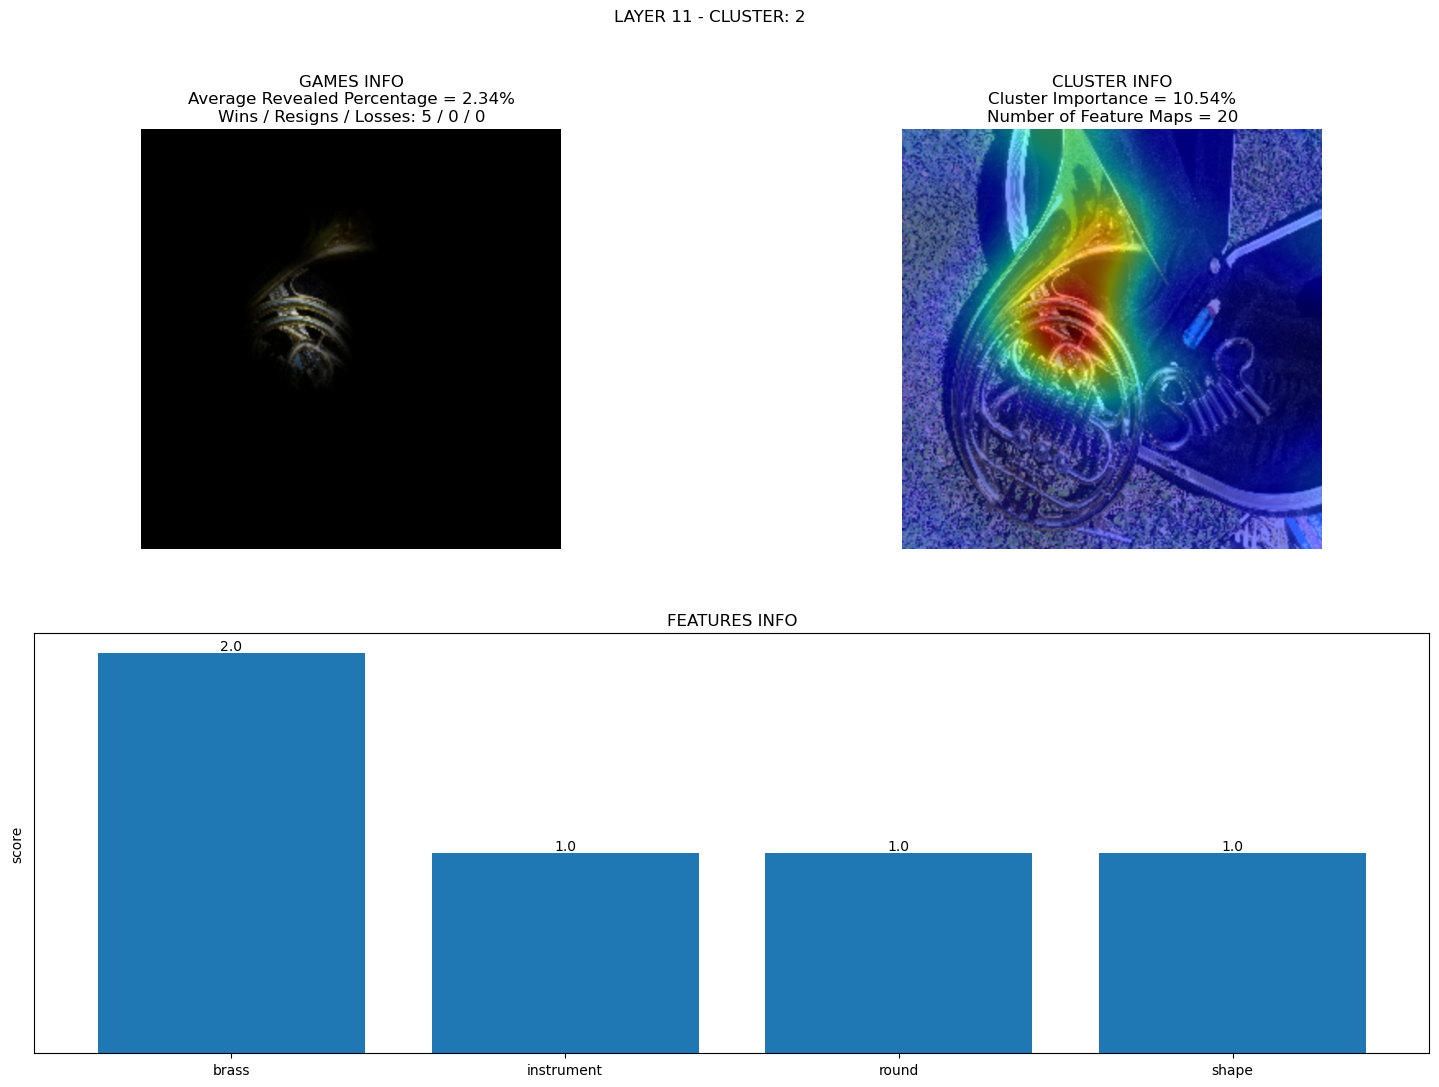 LAYER 11 - CLUSTER: 2
GAMES INFO
Average Revealed Percentage = 2.34%
Wins / Resigns / Losses: 5 / 0 / 0
CLUSTER INFO
Cluster Importance = 10.54%
Number of Feature Maps = 20
FEATURES INFO
score
2.0
1.0
1.0
1.0
brass
instrument
round
shape